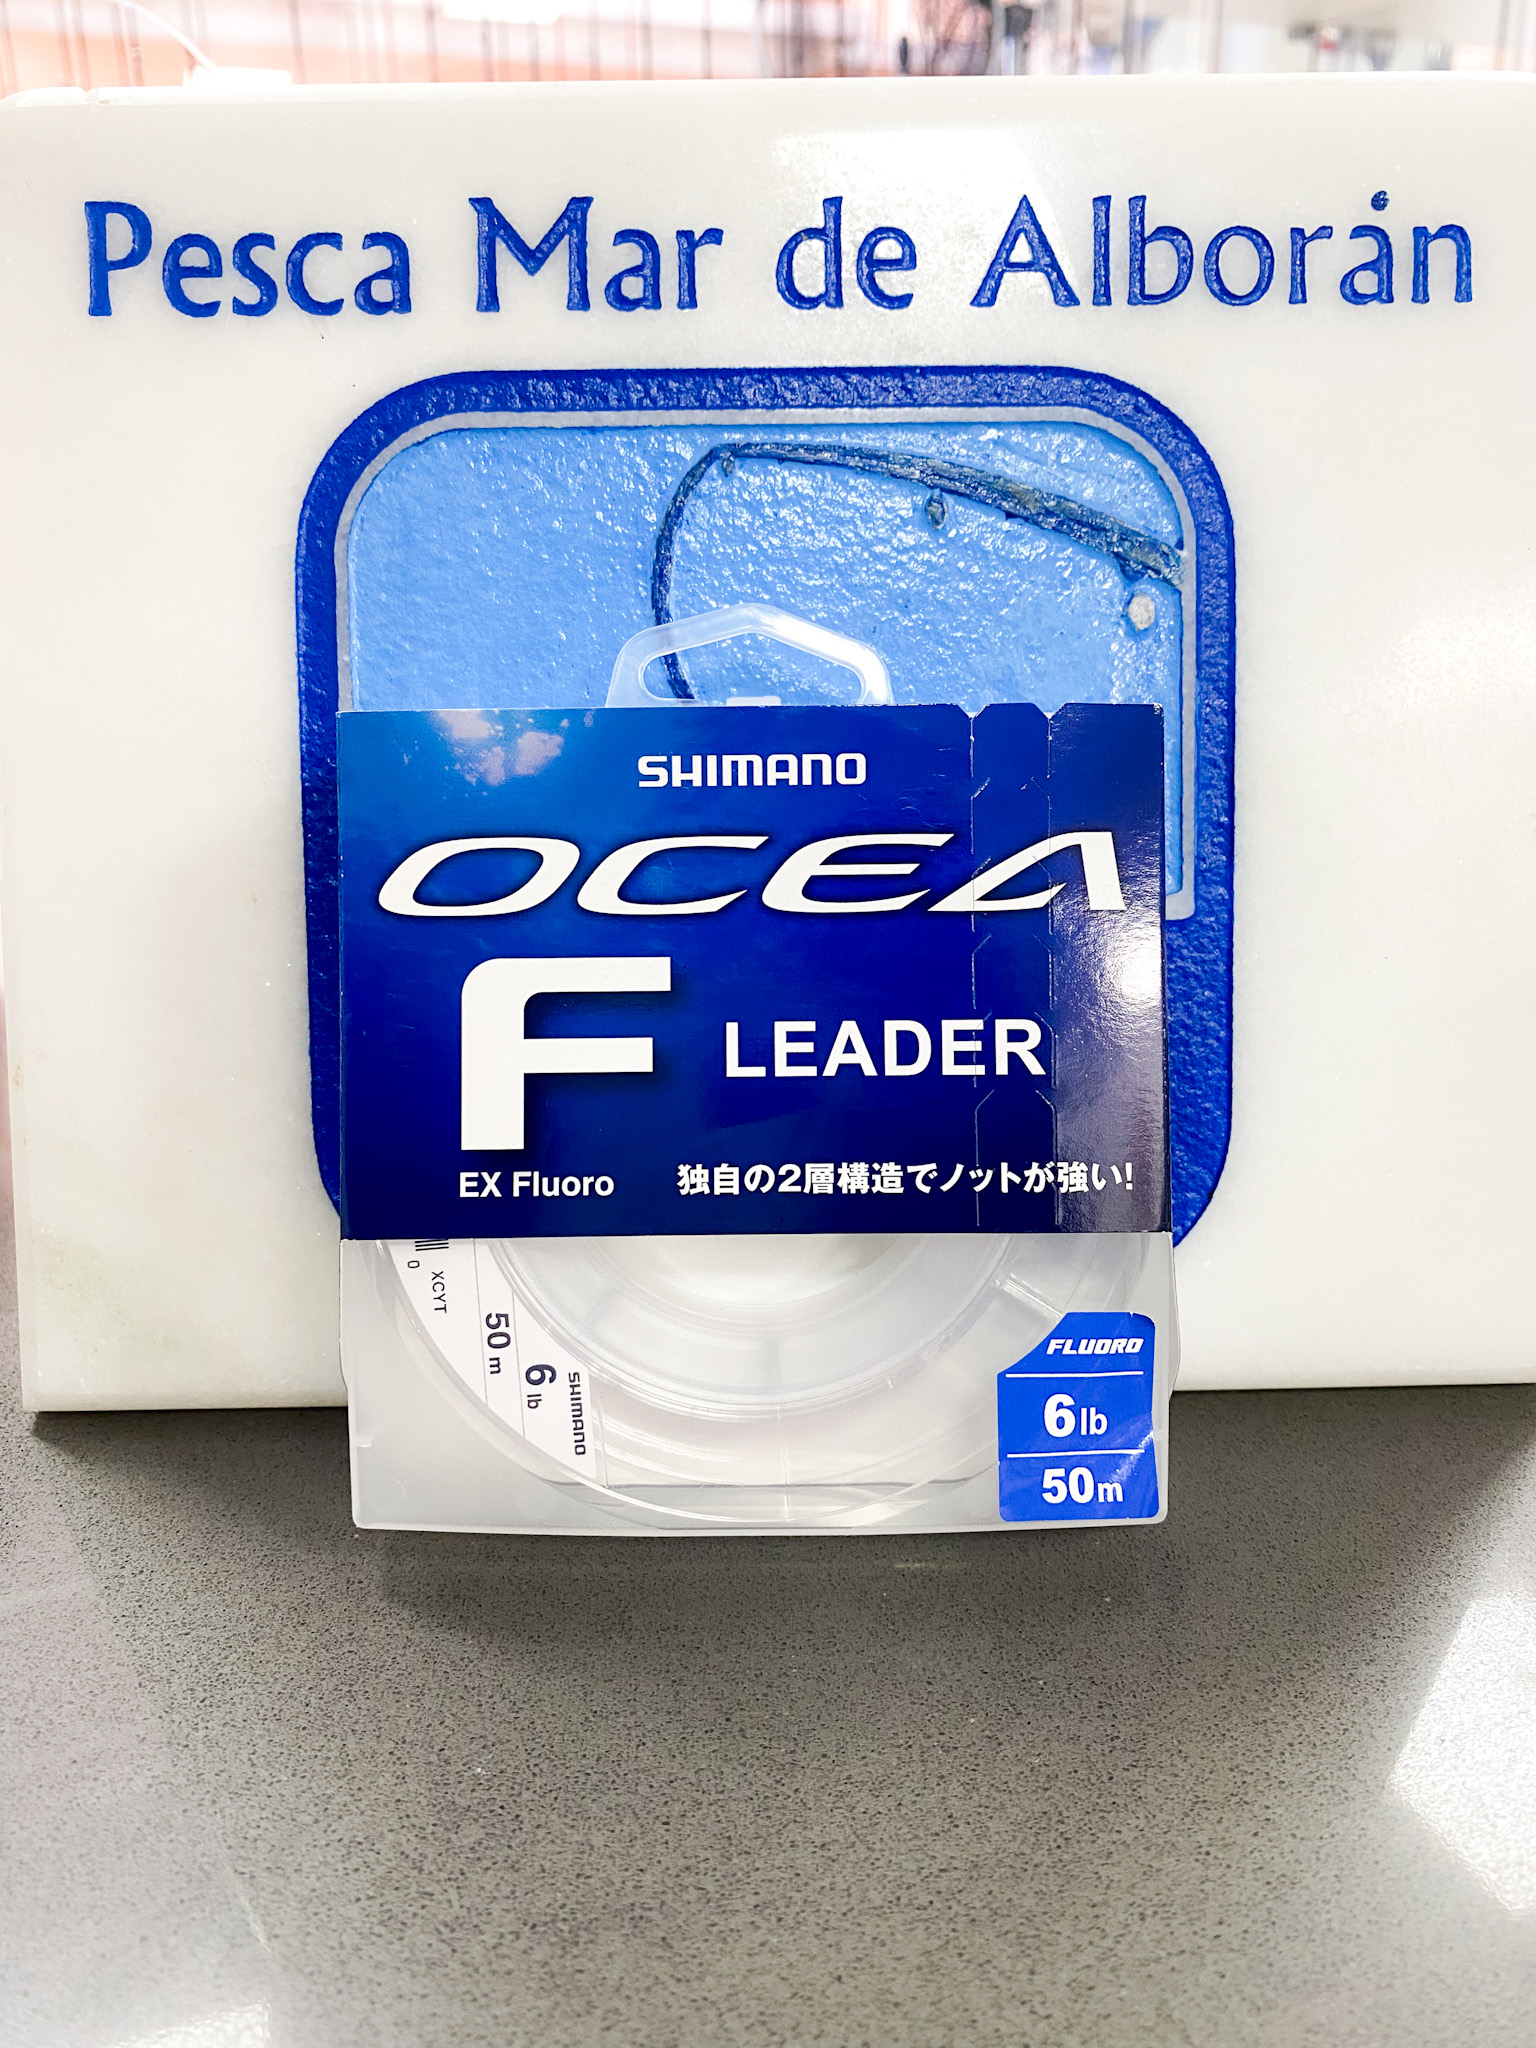 Pesca Mar de Alborán
SHIMANO
OCEA
F LEADER
EX Fluoro
独自の2層構造でノットが強い!
0
XCYT
50 m
6 lb
SHIMANO
FLUORO
6lb
50m